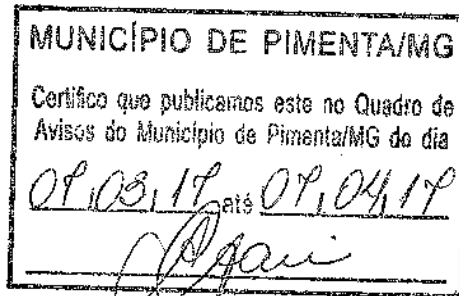 MUNICÍPIO DE PIMENTA/MG
Certifico que publicamos este no Quadro de
Avisos do Município de Pimenta/MG do dia
07,03,17 até 07,04,17